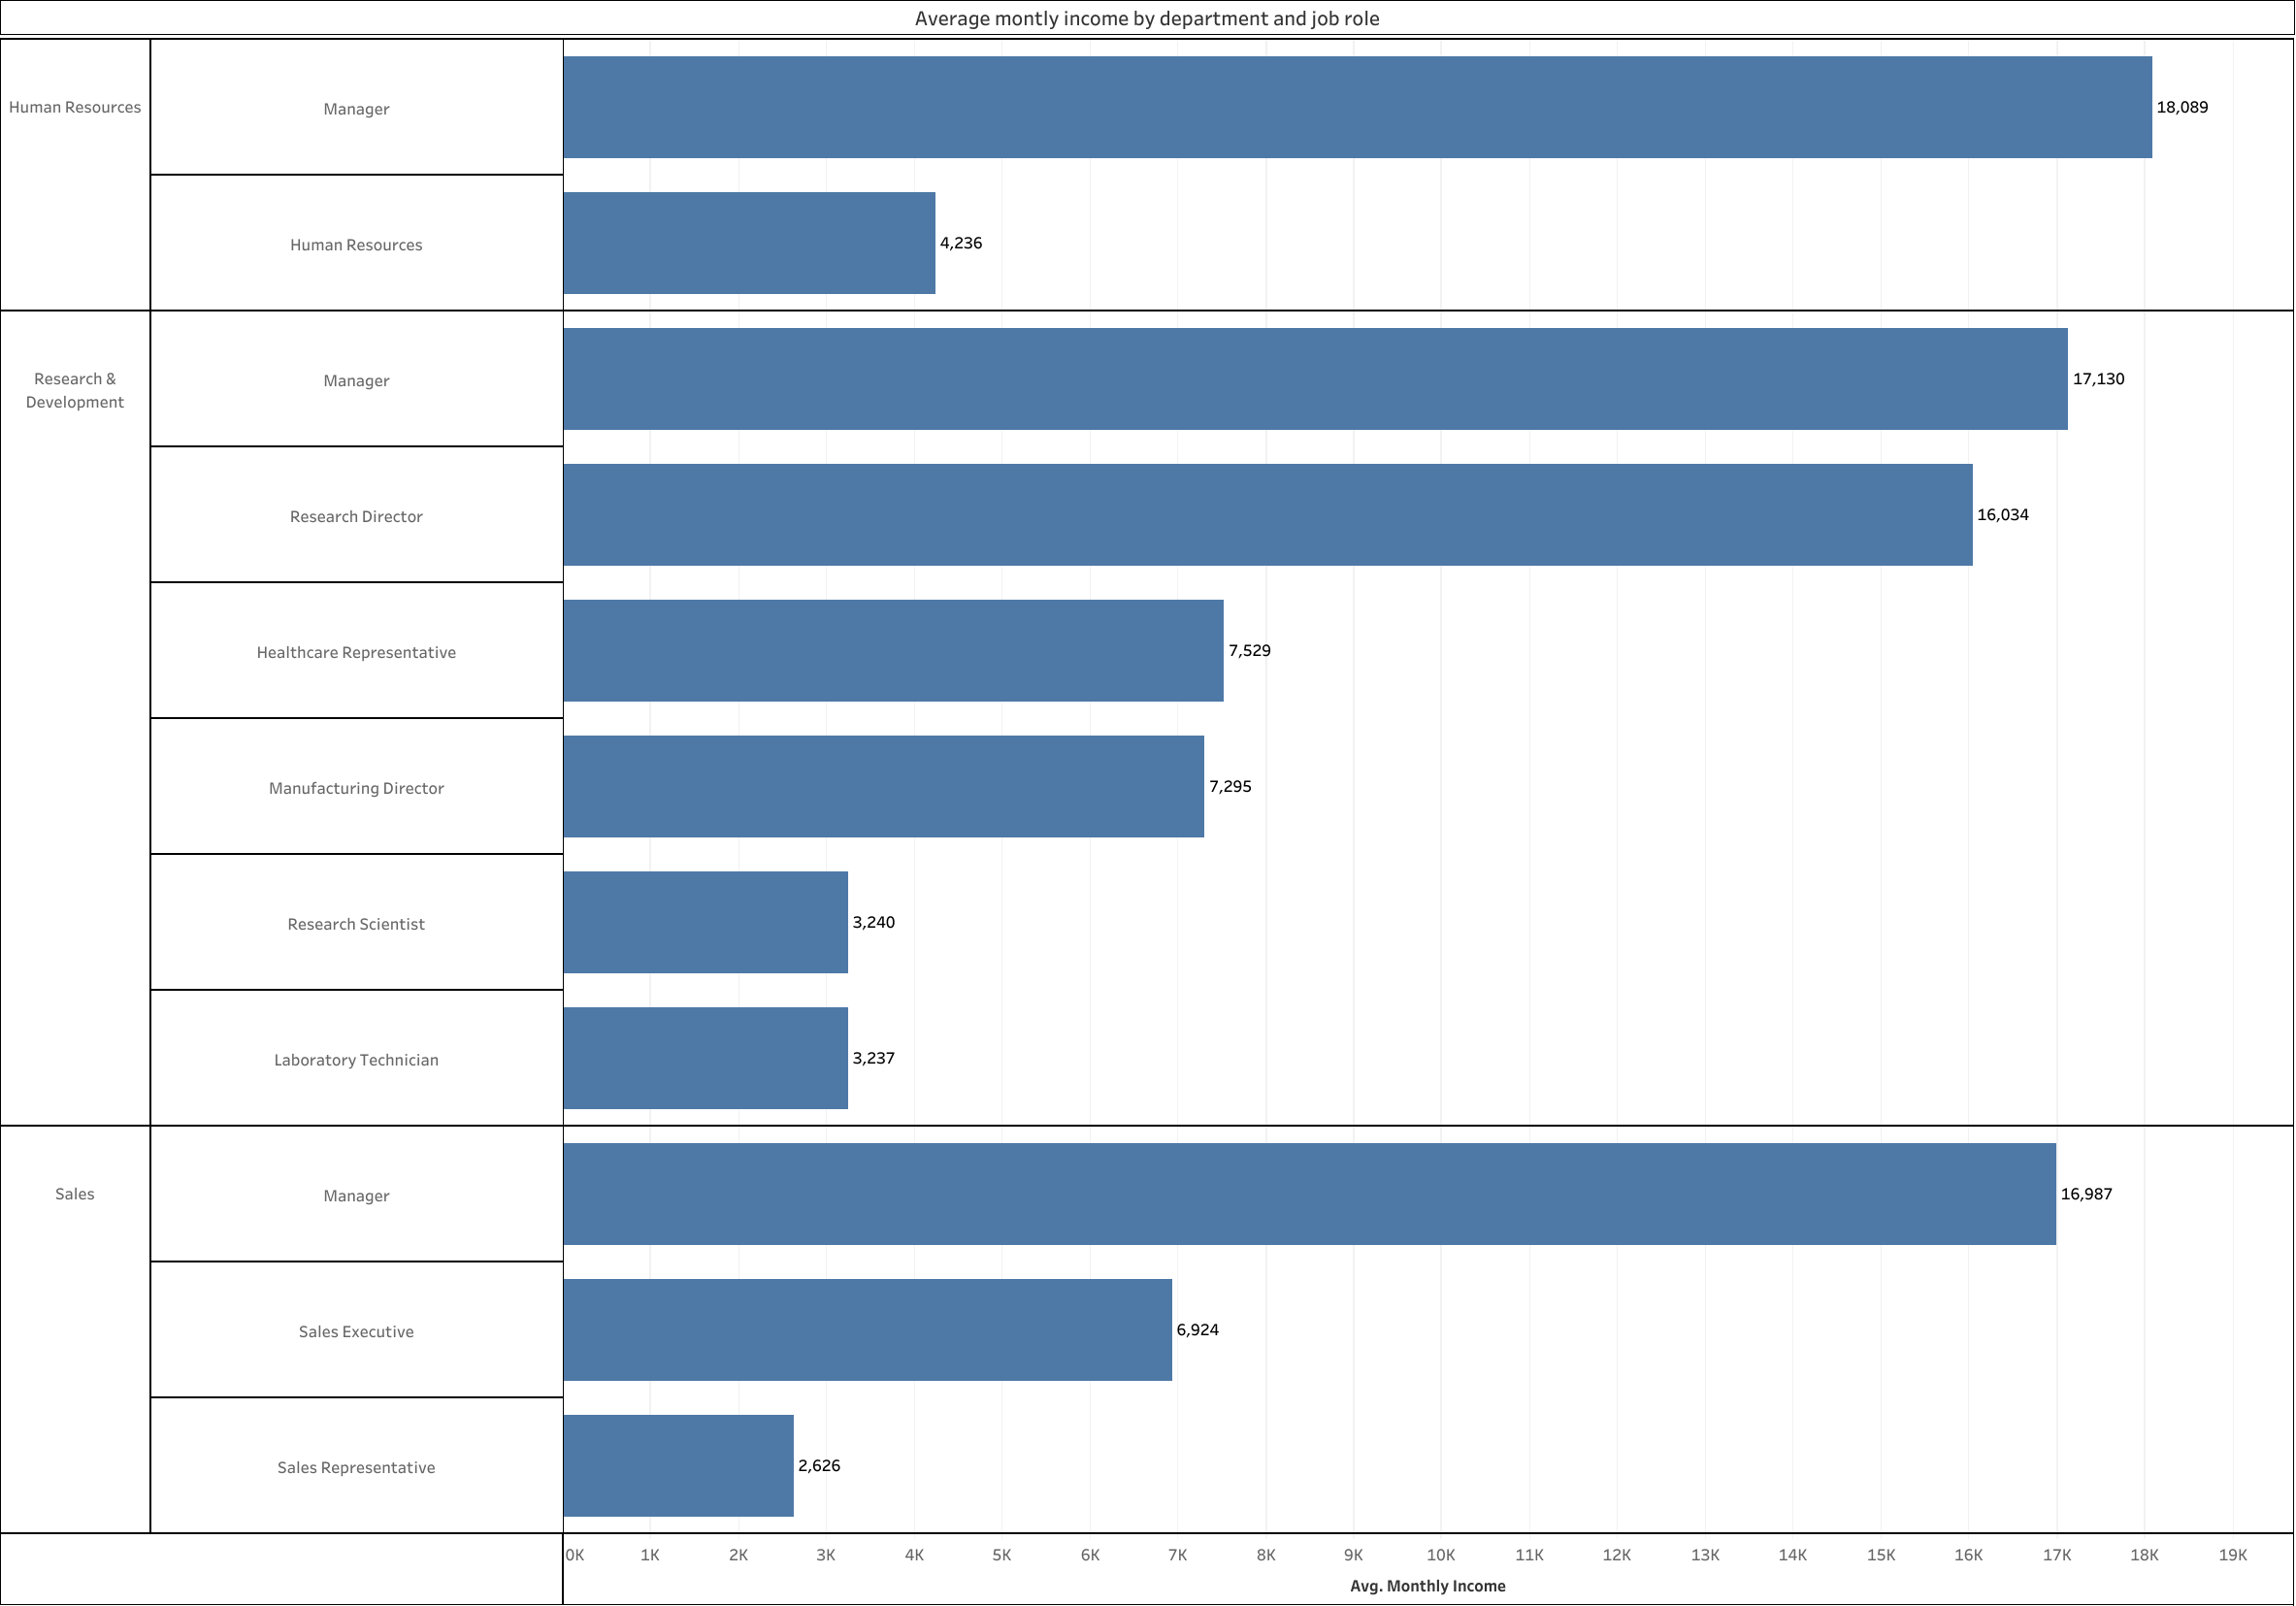 Average montly income by department and job role
Human Resources
Manager
18,089
Human Resources
4,236
Research &
Development
Manager
17,130
Research Director
16,034
Healthcare Representative
7,529
Manufacturing Director
7,295
Research Scientist
3,240
Laboratory Technician
3,237
Sales
Manager
16,987
Sales Executive
6,924
Sales Representative
2,626
0K 1K 2K 3K 4K 5K 6K 7K 8K 9K 10K 11K 12K 13K 14K 15K 16K 17K 18K 19K
Avg. Monthly Income